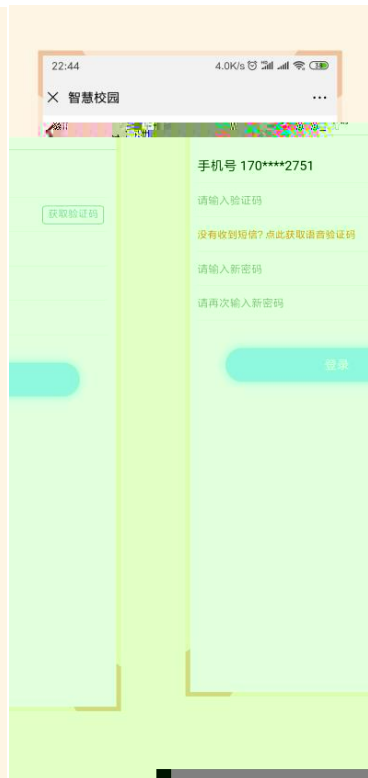 22:44 4.0K/s
智慧校园
手机号 170****2751
请输入验证码
获取验证码
没有收到短信? 点此获取语音验证码
请输入新密码
请再次输入新密码
登录